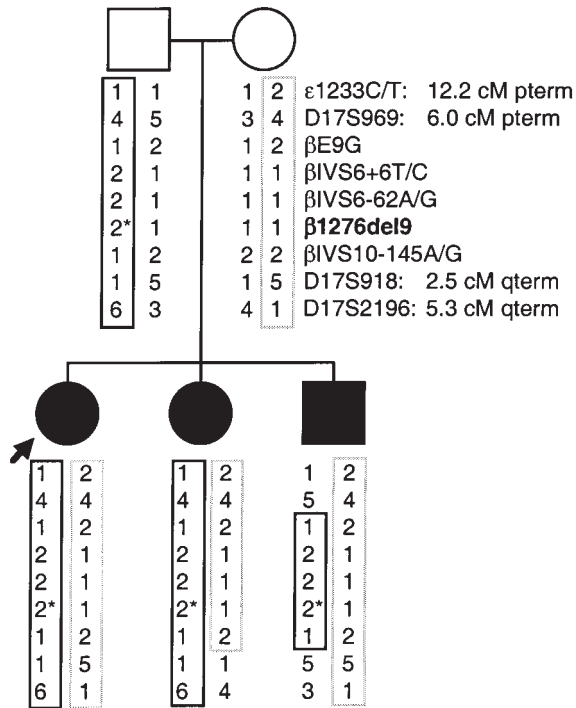 1 1 1 2 ε1233C/T: 12.2 cM pterm
4 5 3 4 D17S969: 6.0 cM pterm
1 2 1 2 βE9G
2 1 1 1 βIVS6+6T/C
2 1 1 1 βIVS6-62A/G
2* 1 1 1 β1276del9
1 2 2 2 βIVS10-145A/G
1 5 1 5 D17S918: 2.5 cM qterm
6 3 4 1 D17S2196: 5.3 cM qterm
1 2 1 2 1 2
4 4 4 4 5 4
1 2 1 2 1 2
2 1 2 1 2 1
2 1 2 1 2 1
2* 1 2* 1 2* 1
1 2 1 2 1 2
1 5 1 1 5 5
6 1 6 4 3 1